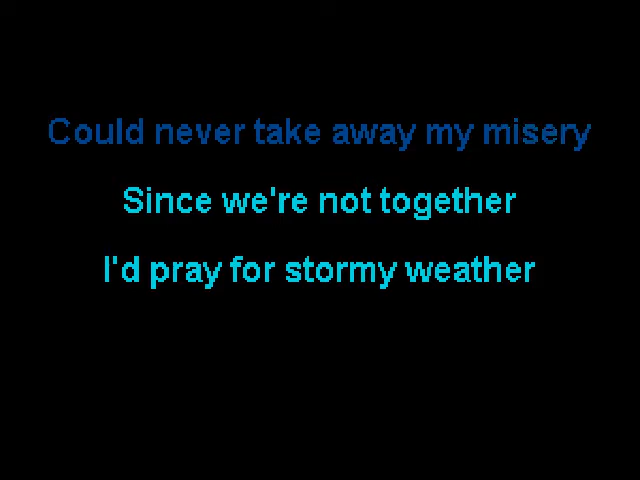 Could never take away my misery
Since we're not together
I'd pray for stormy weather